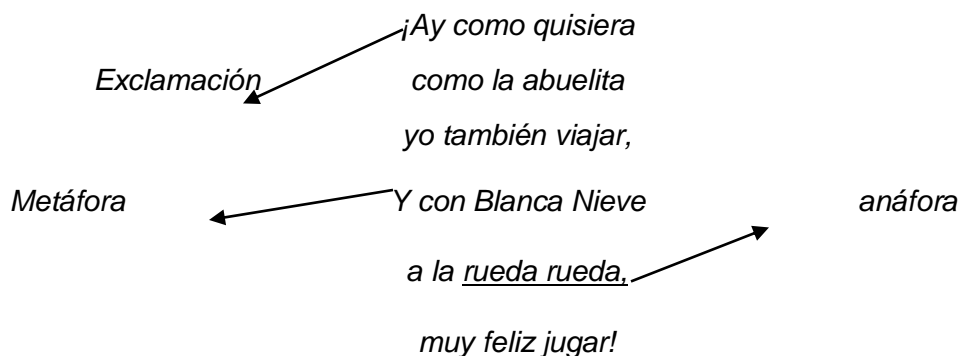 ¡Ay como quisiera
Exclamación como la abuelita
yo también viajar,
Metáfora Y con Blanca Nieve anáfora
a la rueda rueda,
muy feliz jugar!